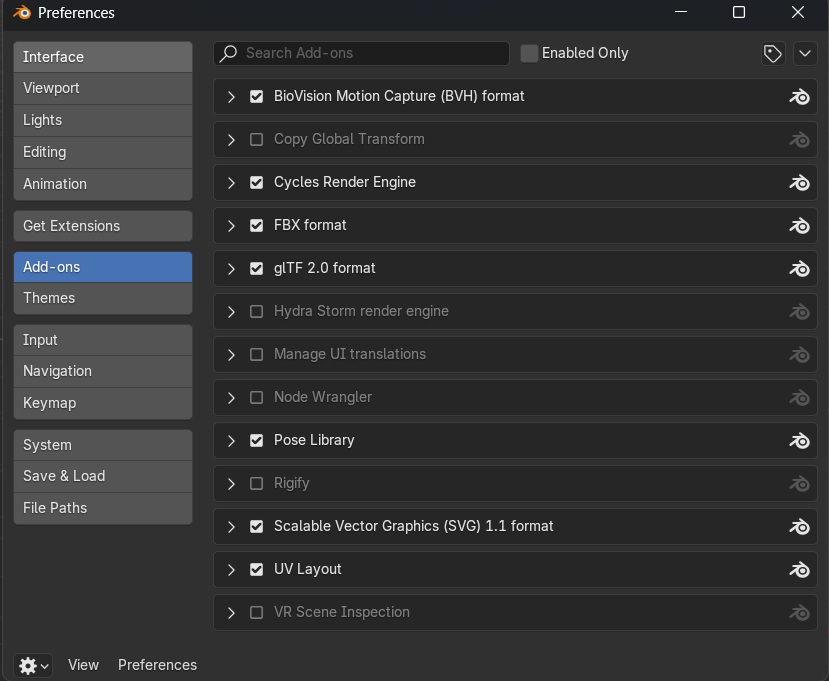 Preferences
Interface
Viewport
Lights
Editing
Animation
Get Extensions
Add-ons
Themes
Input
Navigation
Keymap
System
Save & Load
File Paths
Search Add-ons
Enabled Only
BioVision Motion Capture (BVH) format
Copy Global Transform
Cycles Render Engine
FBX format
glTF 2.0 format
Hydra Storm render engine
Manage UI translations
Node Wrangler
Pose Library
Rigify
Scalable Vector Graphics (SVG) 1.1 format
UV Layout
VR Scene Inspection
View
Preferences